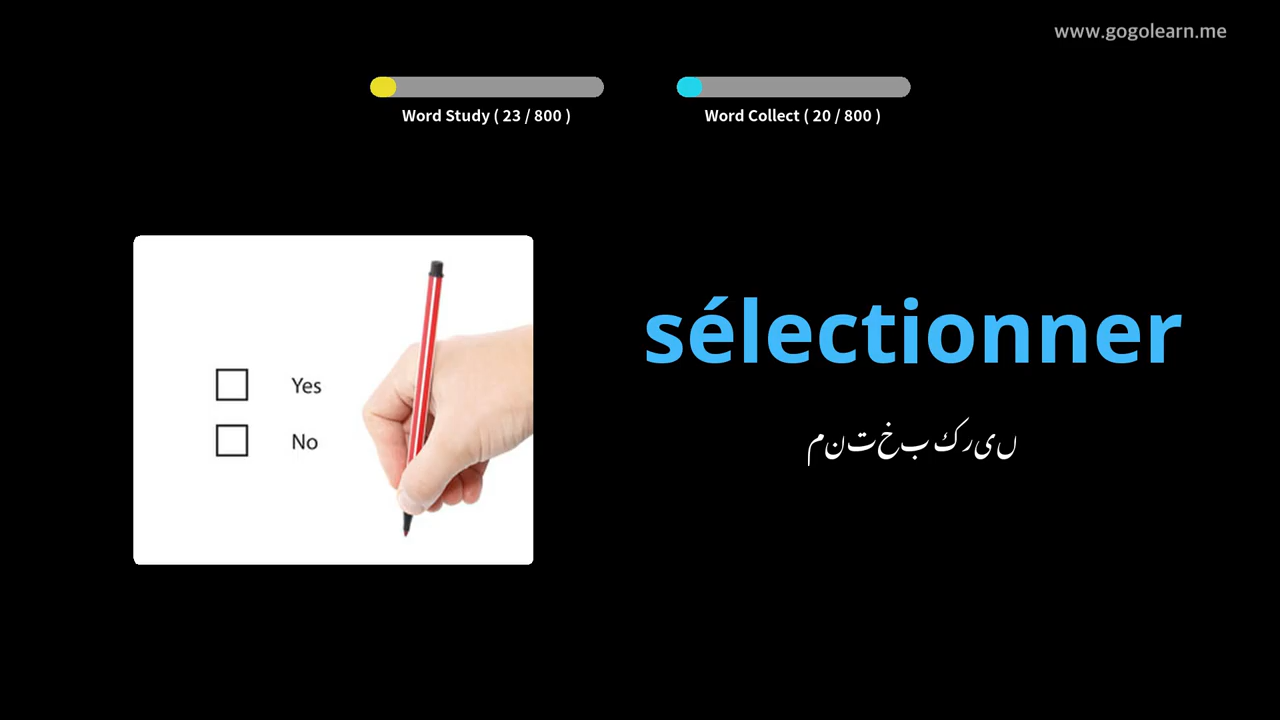 www.gogolearn.me
Word Study ( 23 / 800 )
Word Collect ( 20 / 800 )
Yes
No
sélectionner
منتخب کریں